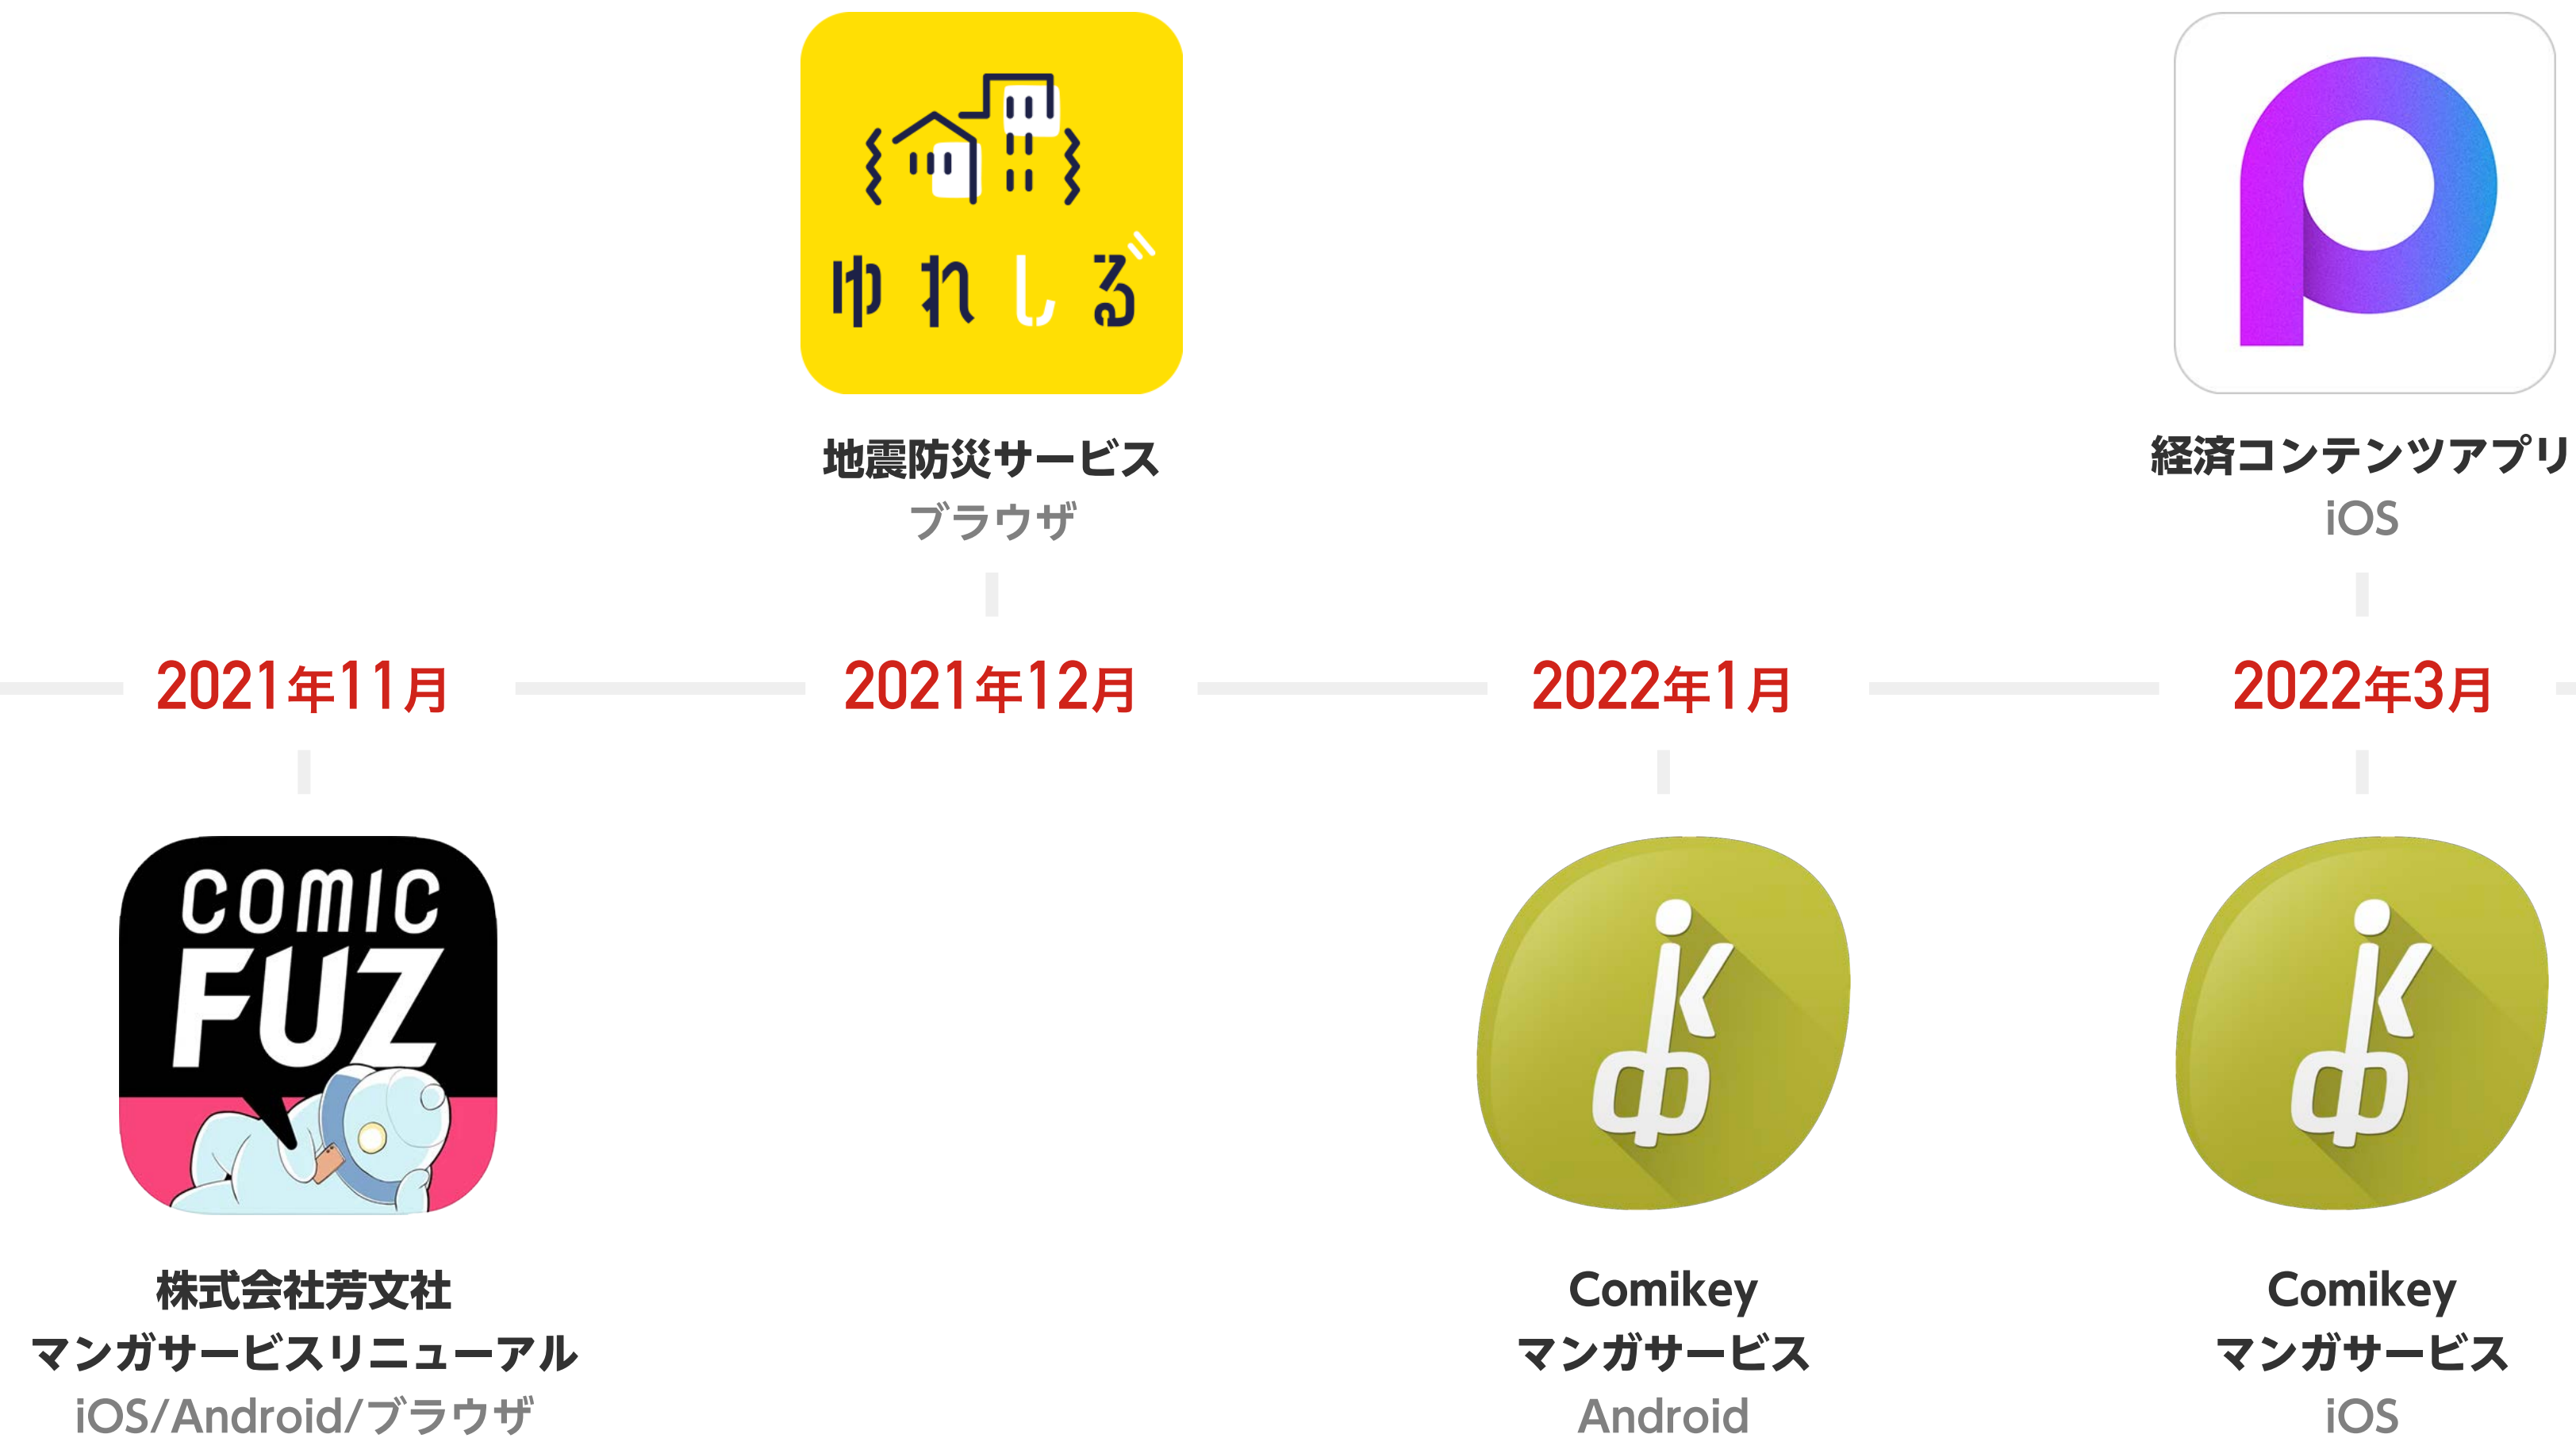 ゆれしる
地震防災サービス
ブラウザ
経済コンテンツアプリ
iOS
2021年11月
2021年12月
2022年1月
2022年3月
COMIC
FUZ
株式会社芳文社
マンガサービスリニューアル
iOS/Android/ブラウザ
Comikey
マンガサービス
Android
Comikey
マンガサービス
iOS